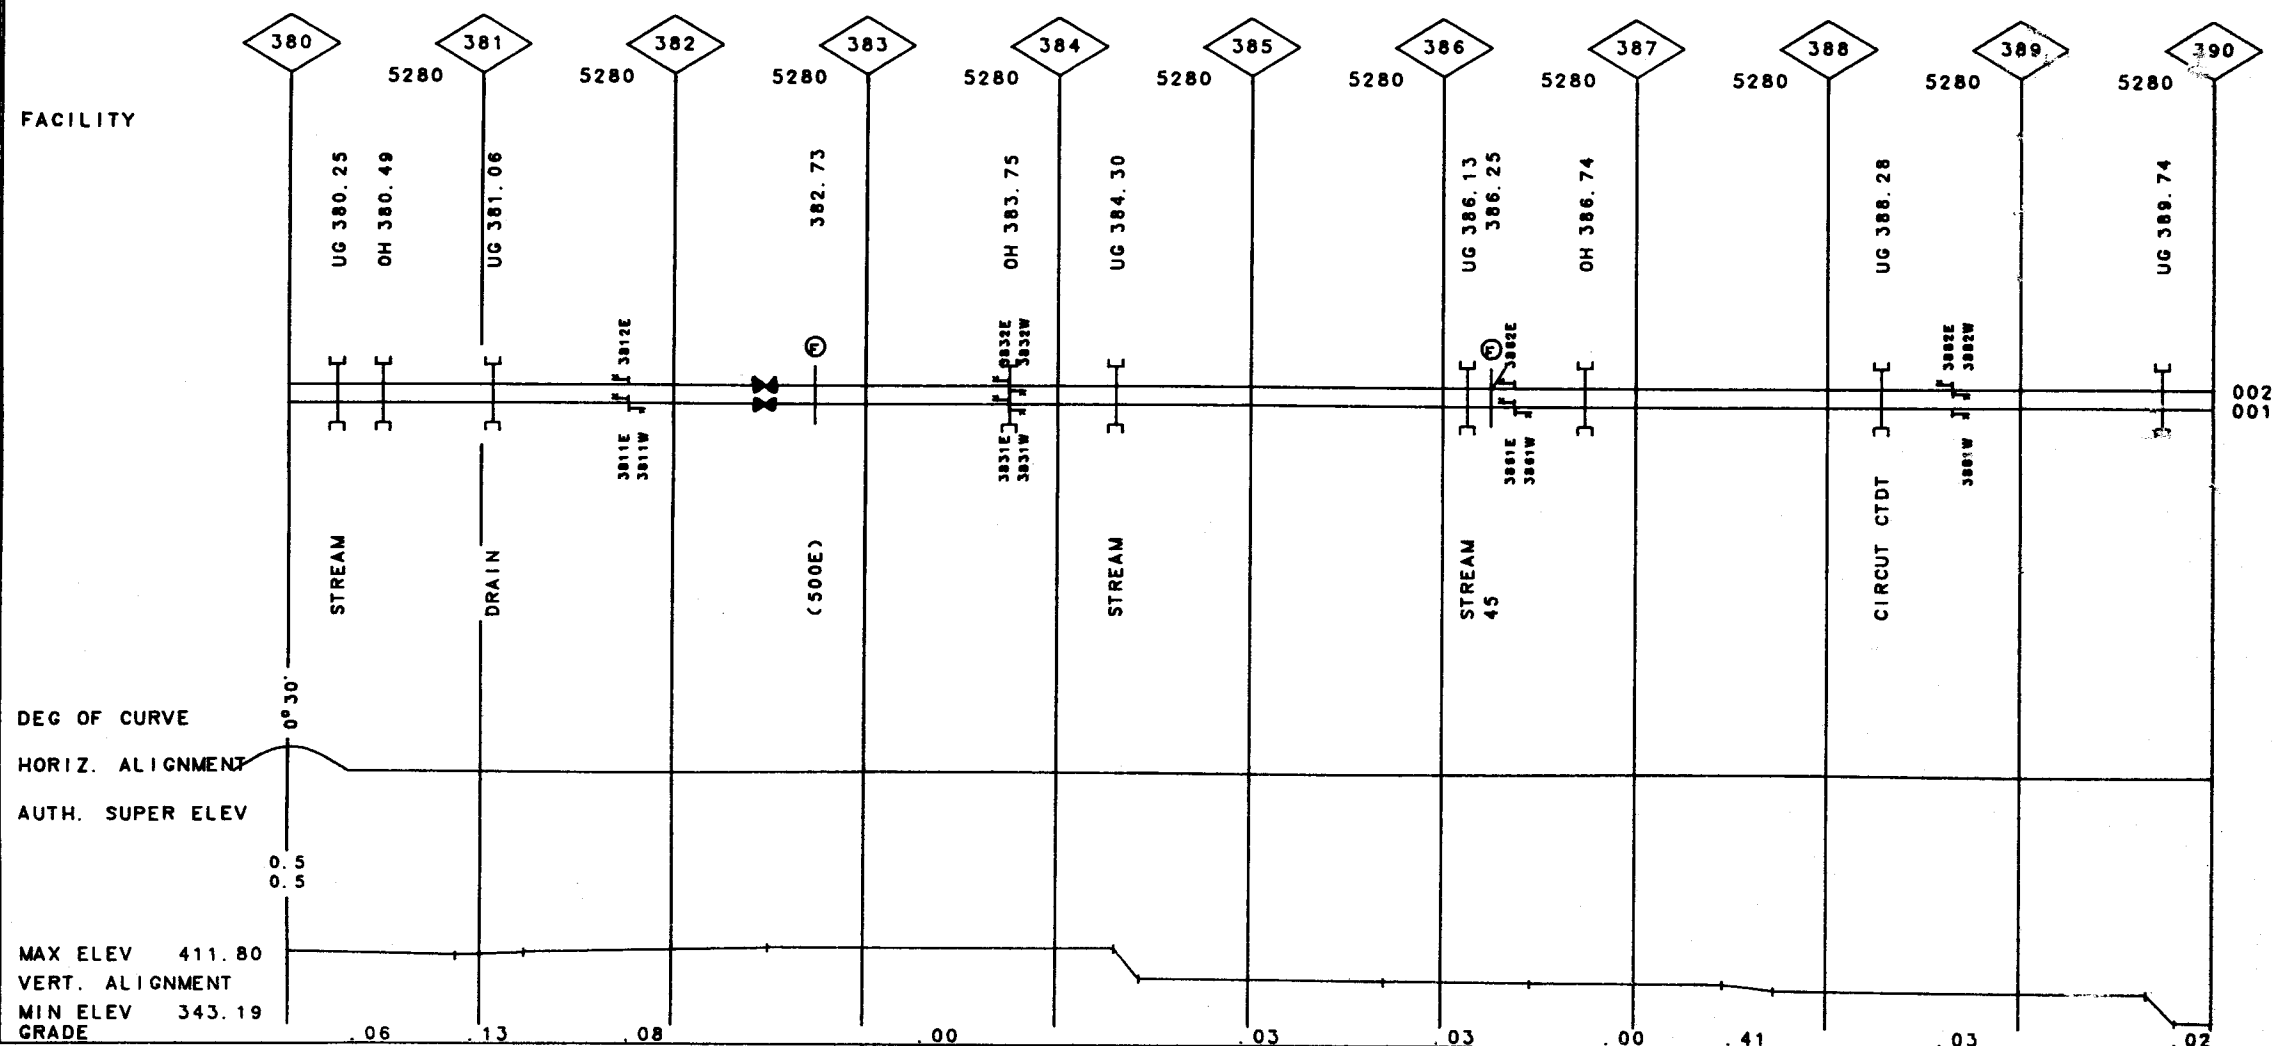 380 381 382 383 384 385 386 387 388 389 390
5280 5280 5280 5280 5280 5280 5280 5280 5280 5280
FACILITY
UG 380.25
OH 380.49
UG 381.06
382.73
OH 383.75
UG 384.30
UG 386.13
386.25
OH 386.74
UG 388.28
UG 389.74
3812E
F
3832E
3832W
F
3862E
3882E
3882W
002
001
3811E
3811W
3831E
3831W
3861E
3861W
3881W
STREAM
DRAIN
(500E)
STREAM
STREAM
45
CIRCUT CTDT
0°30'
DEG OF CURVE
HORIZ. ALIGNMENT
AUTH. SUPER ELEV
0.5
0.5
MAX ELEV 411.80
VERT. ALIGNMENT
MIN ELEV 343.19
GRADE .06 .13 .08 .00 .03 .03 .00 .41 .03 .02